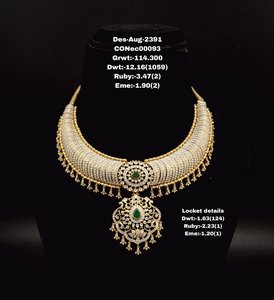 Des-Aug-2391
CONec00093
Grwt:-114.300
Dwt:-12.16(1059)
Ruby:-3.47(2)
Eme:-1.90(2)
Locket details
Dwt:-1.63(124)
Ruby:-2.23(1)
Eme:-1.20(1)